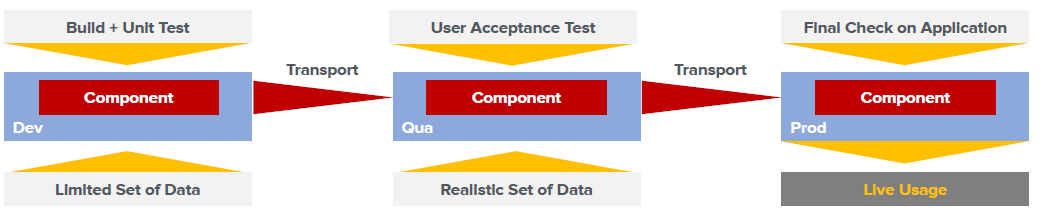 Build + Unit Test
User Acceptance Test
Final Check on Application
Transport
Transport
Component
Component
Component
Dev
Qua
Prod
Limited Set of Data
Realistic Set of Data
Live Usage